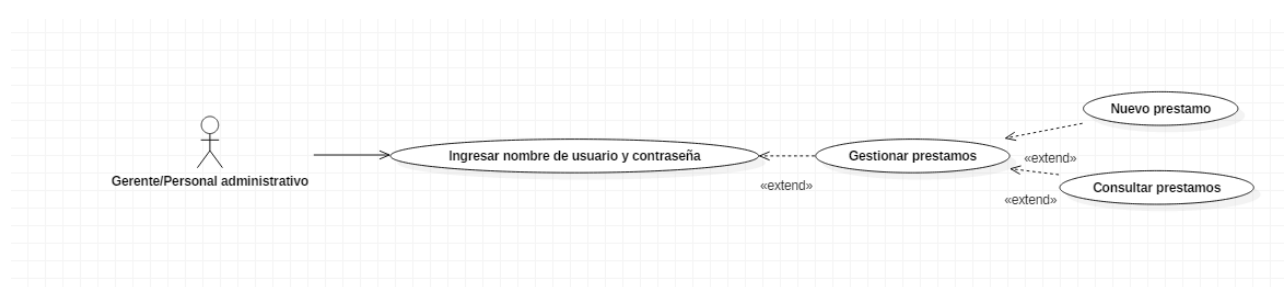 Nuevo prestamo
Ingresar nombre de usuario y contraseña
Gestionar prestamos
«extend»
Gerente/Personal administrativo
«extend»
Consultar prestamos
«extend»